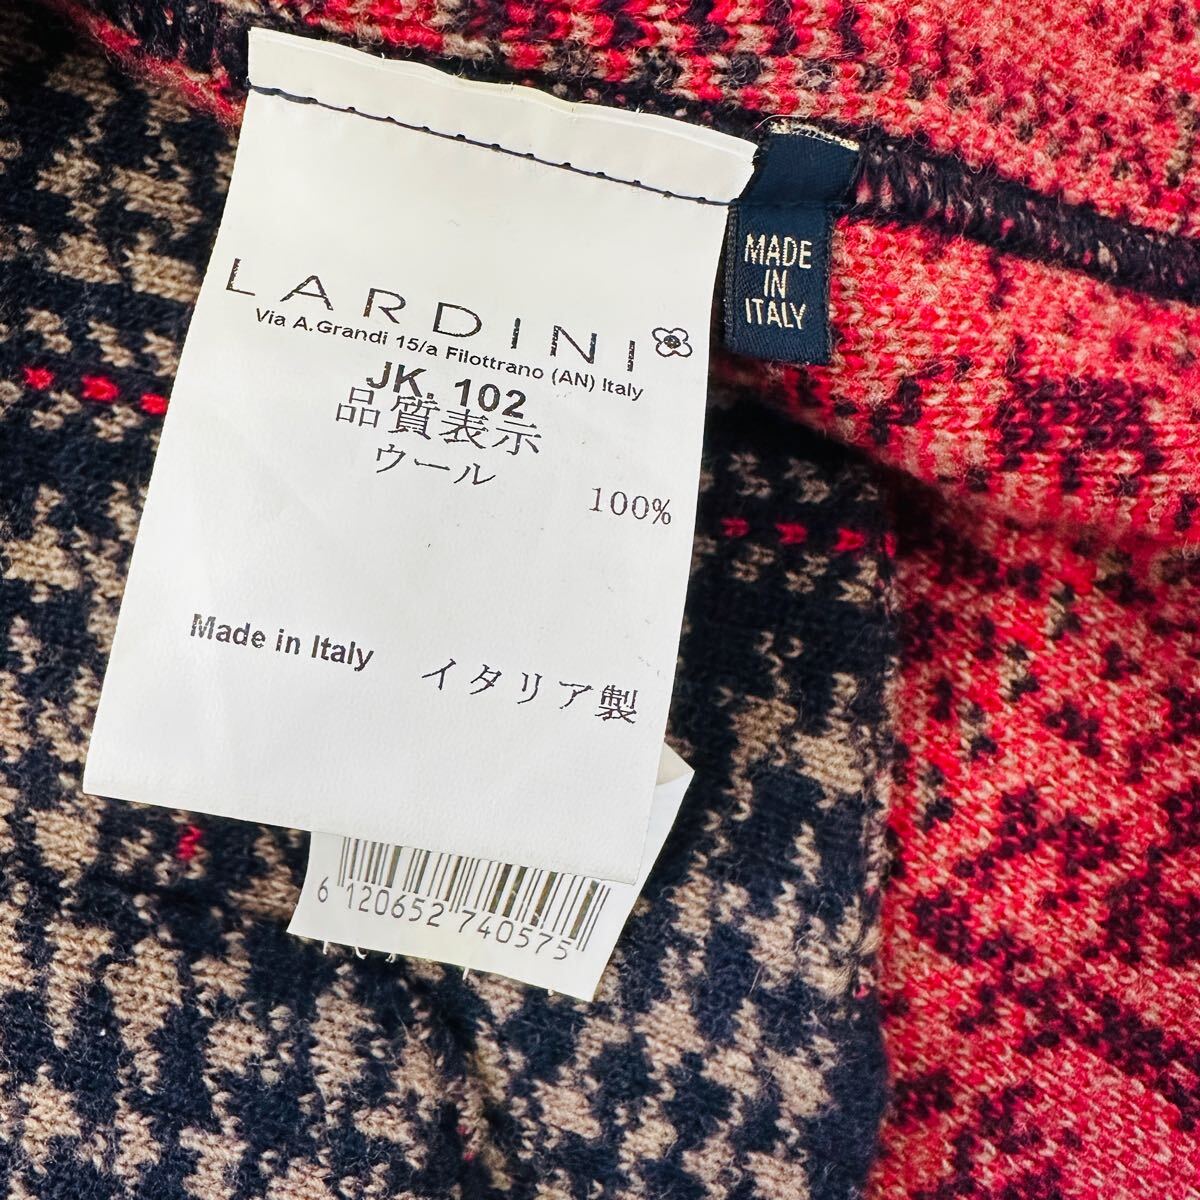 LARDINI
Via A.Grandi 15/a Filottrano (AN) Italy
JK. 102
品質表示
ウール 100%
Made in Italy イタリア製
MADE
IN
ITALY
6 120652 740575